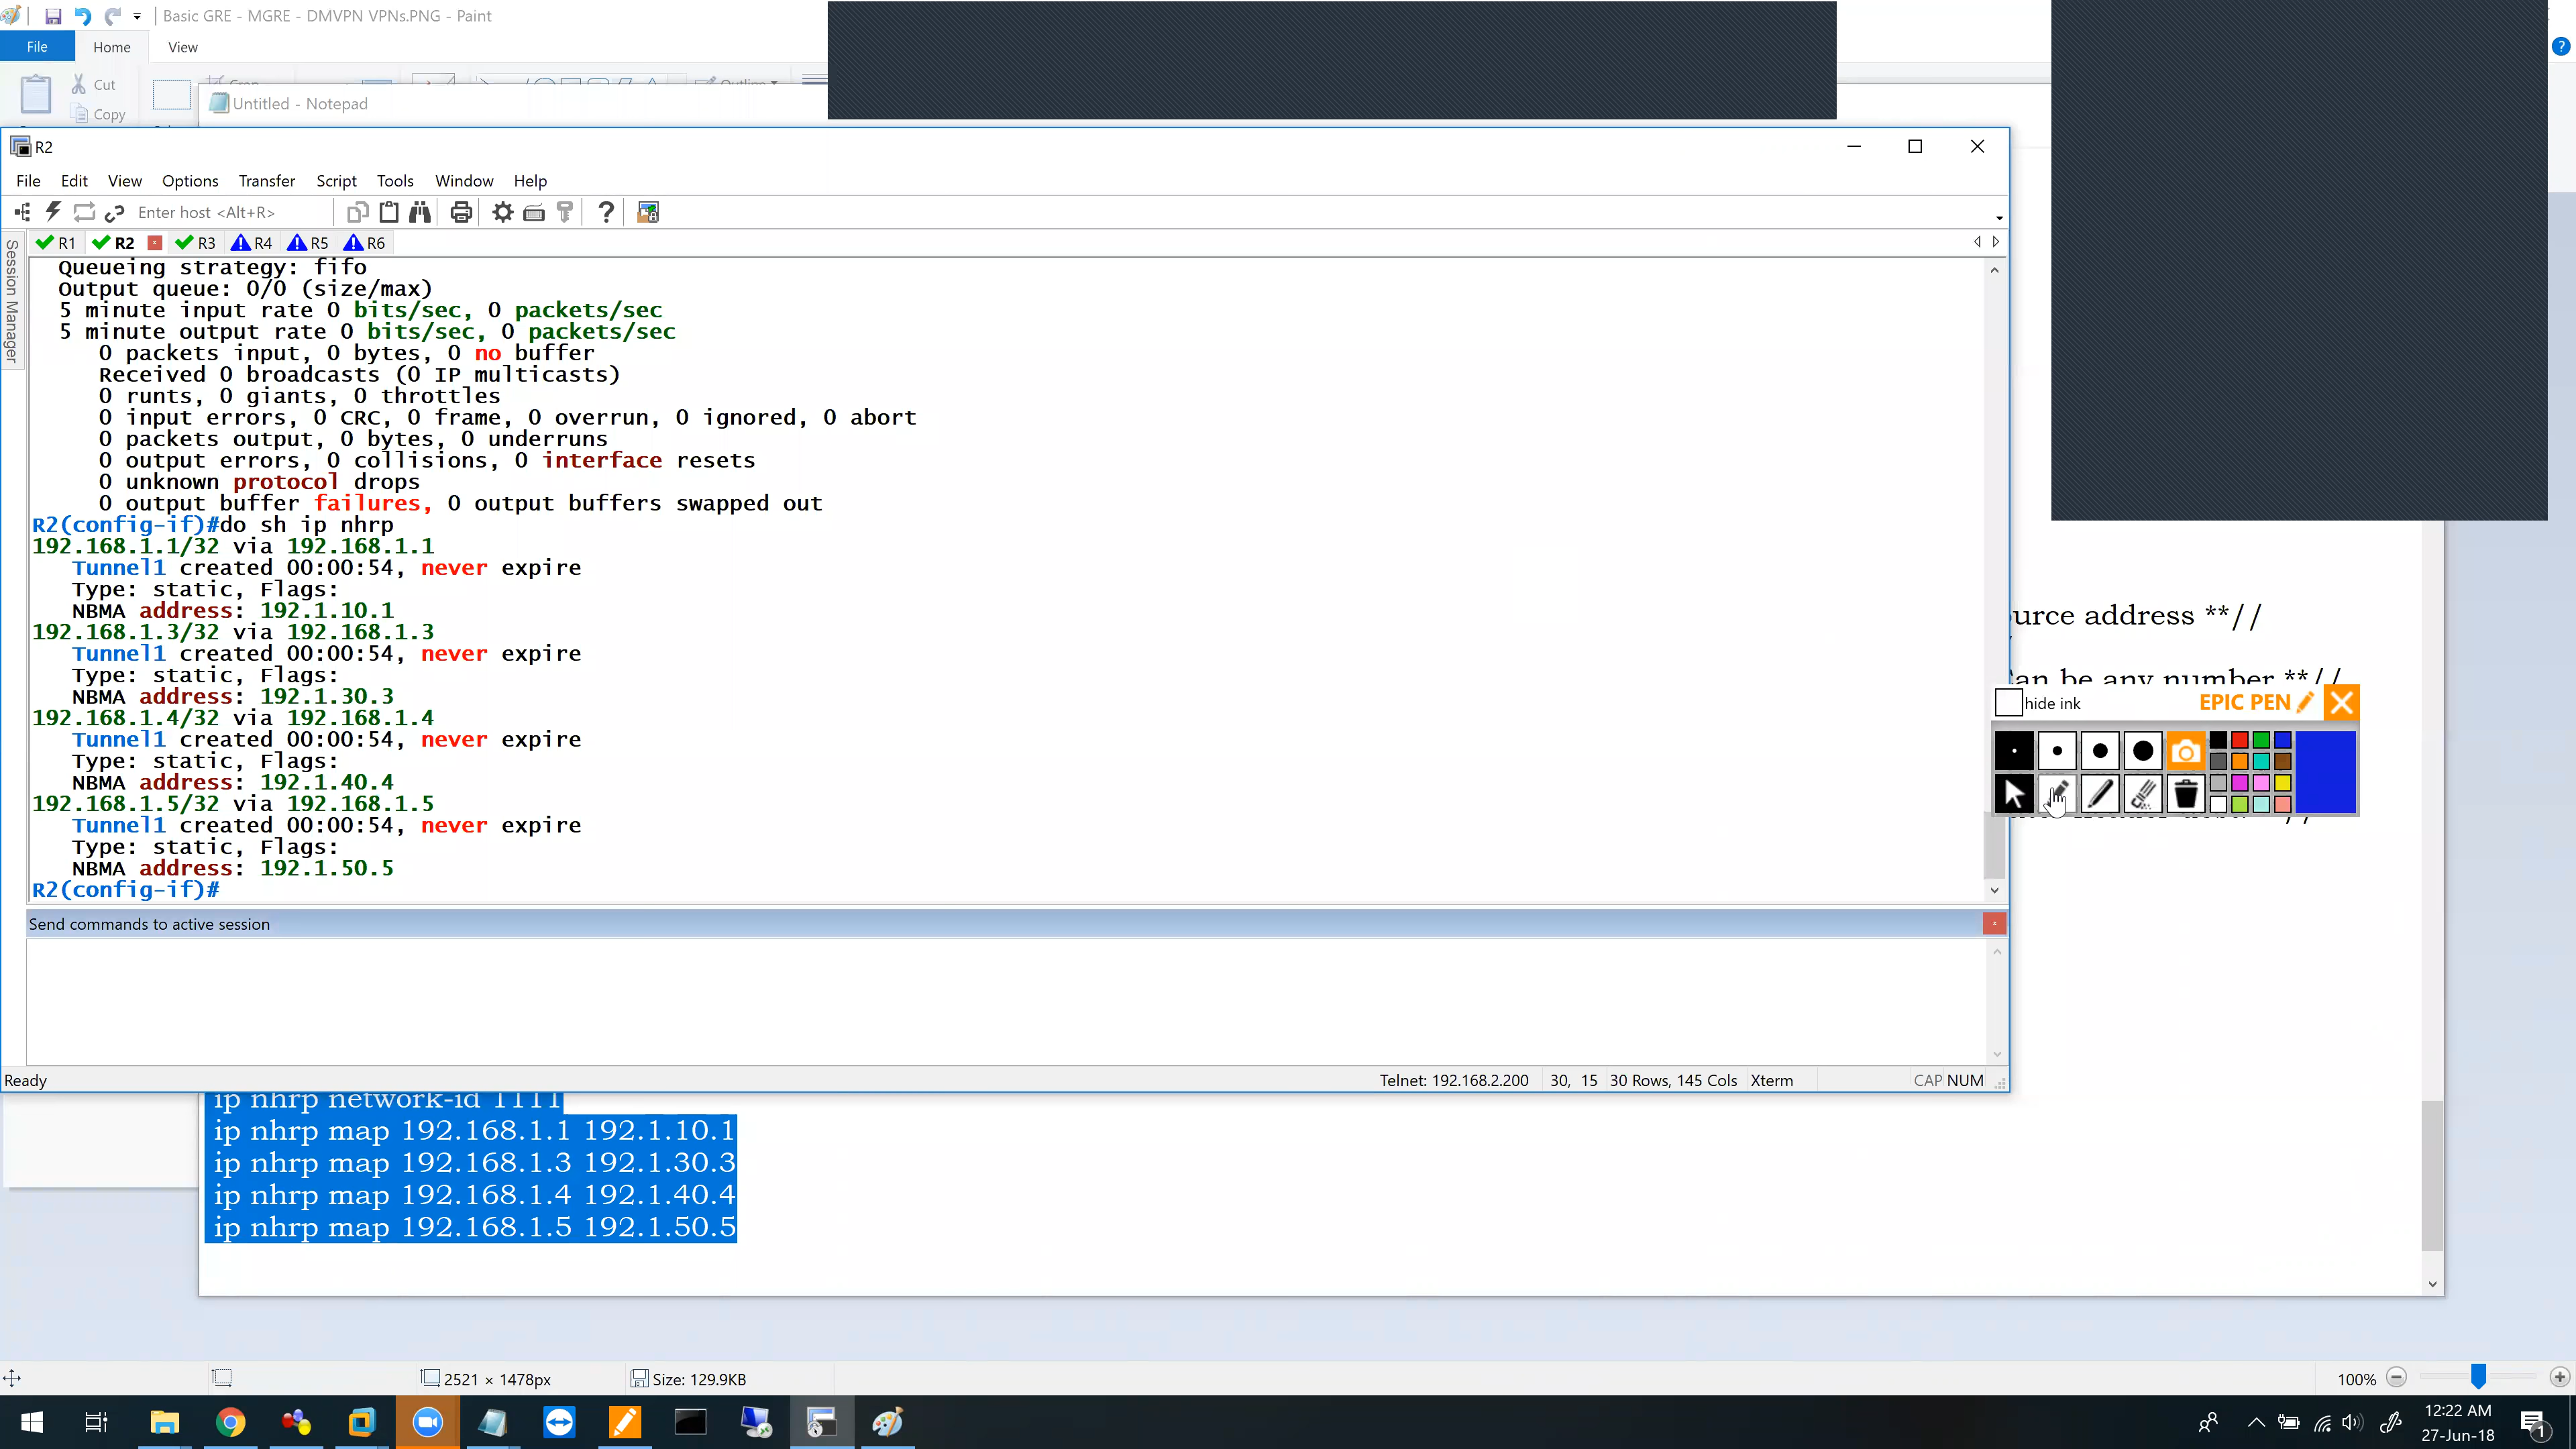 Basic GRE - MGRE - DMVPN VPNs.PNG - Paint
File Home View
Cut
Copy
Untitled - Notepad
R2
File Edit View Options Transfer Script Tools Window Help
Enter host <Alt+R>
R1 R2 R3 R4 R5 R6
Session Manager
Queueing strategy: fifo
Output queue: 0/0 (size/max)
5 minute input rate 0 bits/sec, 0 packets/sec
5 minute output rate 0 bits/sec, 0 packets/sec
0 packets input, 0 bytes, 0 no buffer
Received 0 broadcasts (0 IP multicasts)
0 runts, 0 giants, 0 throttles
0 input errors, 0 CRC, 0 frame, 0 overrun, 0 ignored, 0 abort
0 packets output, 0 bytes, 0 underruns
0 output errors, 0 collisions, 0 interface resets
0 unknown protocol drops
0 output buffer failures, 0 output buffers swapped out
R2(config-if)#do sh ip nhrp
192.168.1.1/32 via 192.168.1.1
Tunnel1 created 00:00:54, never expire
Type: static, Flags:
NBMA address: 192.1.10.1
192.168.1.3/32 via 192.168.1.3
Tunnel1 created 00:00:54, never expire
Type: static, Flags:
NBMA address: 192.1.30.3
192.168.1.4/32 via 192.168.1.4
Tunnel1 created 00:00:54, never expire
Type: static, Flags:
NBMA address: 192.1.40.4
192.168.1.5/32 via 192.168.1.5
Tunnel1 created 00:00:54, never expire
Type: static, Flags:
NBMA address: 192.1.50.5
R2(config-if)#
Send commands to active session
Ready
Telnet: 192.168.2.200 30, 15 30 Rows, 145 Cols Xterm CAP NUM
address **//
be any number **//
hide ink EPIC PEN
ip nhrp network-id 1111
ip nhrp map 192.168.1.1 192.1.10.1
ip nhrp map 192.168.1.3 192.1.30.3
ip nhrp map 192.168.1.4 192.1.40.4
ip nhrp map 192.168.1.5 192.1.50.5
2521 × 1478px Size: 129.9KB 100%
12:22 AM
27-Jun-18
1